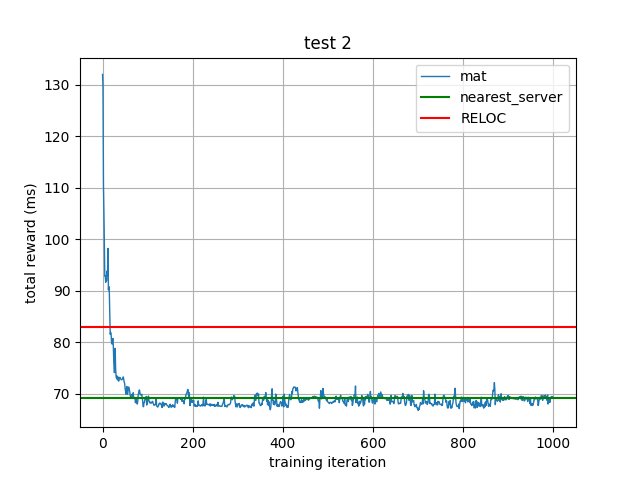 test 2
mat
nearest_server
RELOC
total reward (ms)
130
120
110
100
90
80
70
0
200
400
600
800
1000
training iteration